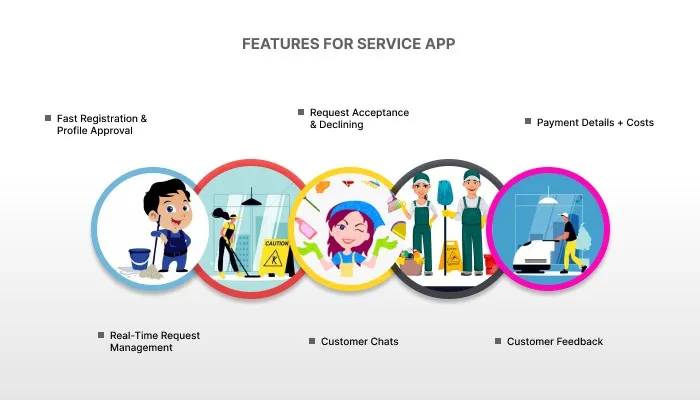 FEATURES FOR SERVICE APP
Fast Registration &
Profile Approval
Request Acceptance
& Declining
Payment Details + Costs
CAUTION
Real-Time Request
Management
Customer Chats
Customer Feedback